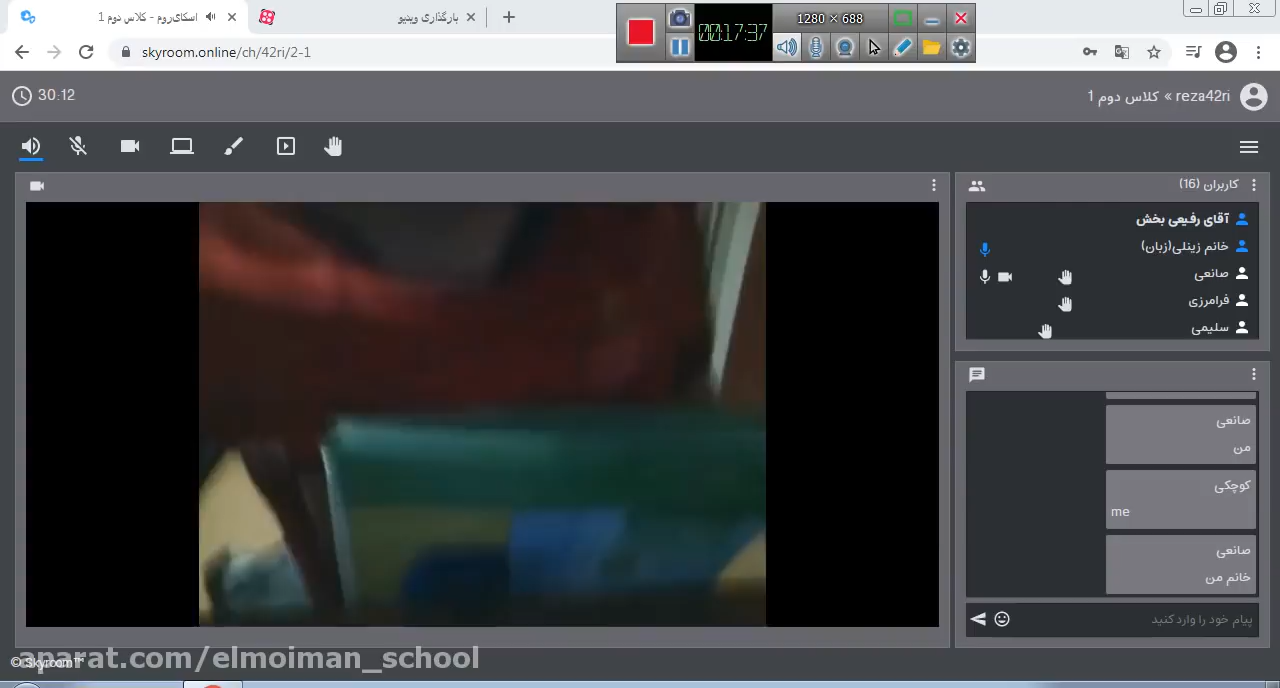 اسکای‌روم - کلاس دوم 1
بارگذاری ویدیو
skyroom.online/ch/42ri/2-1
00:17:37
1280 × 688
30:12
reza42ri » کلاس دوم 1
کاربران (16)
آقای رفیعی بخش
خانم زینلی(زبان)
صانعی
فرامرزی
سلیمی
صانعی
من
کوچکی
me
صانعی
خانم من
پیام خود را وارد کنید
© Skyroom™
aparat.com/elmoiman_school